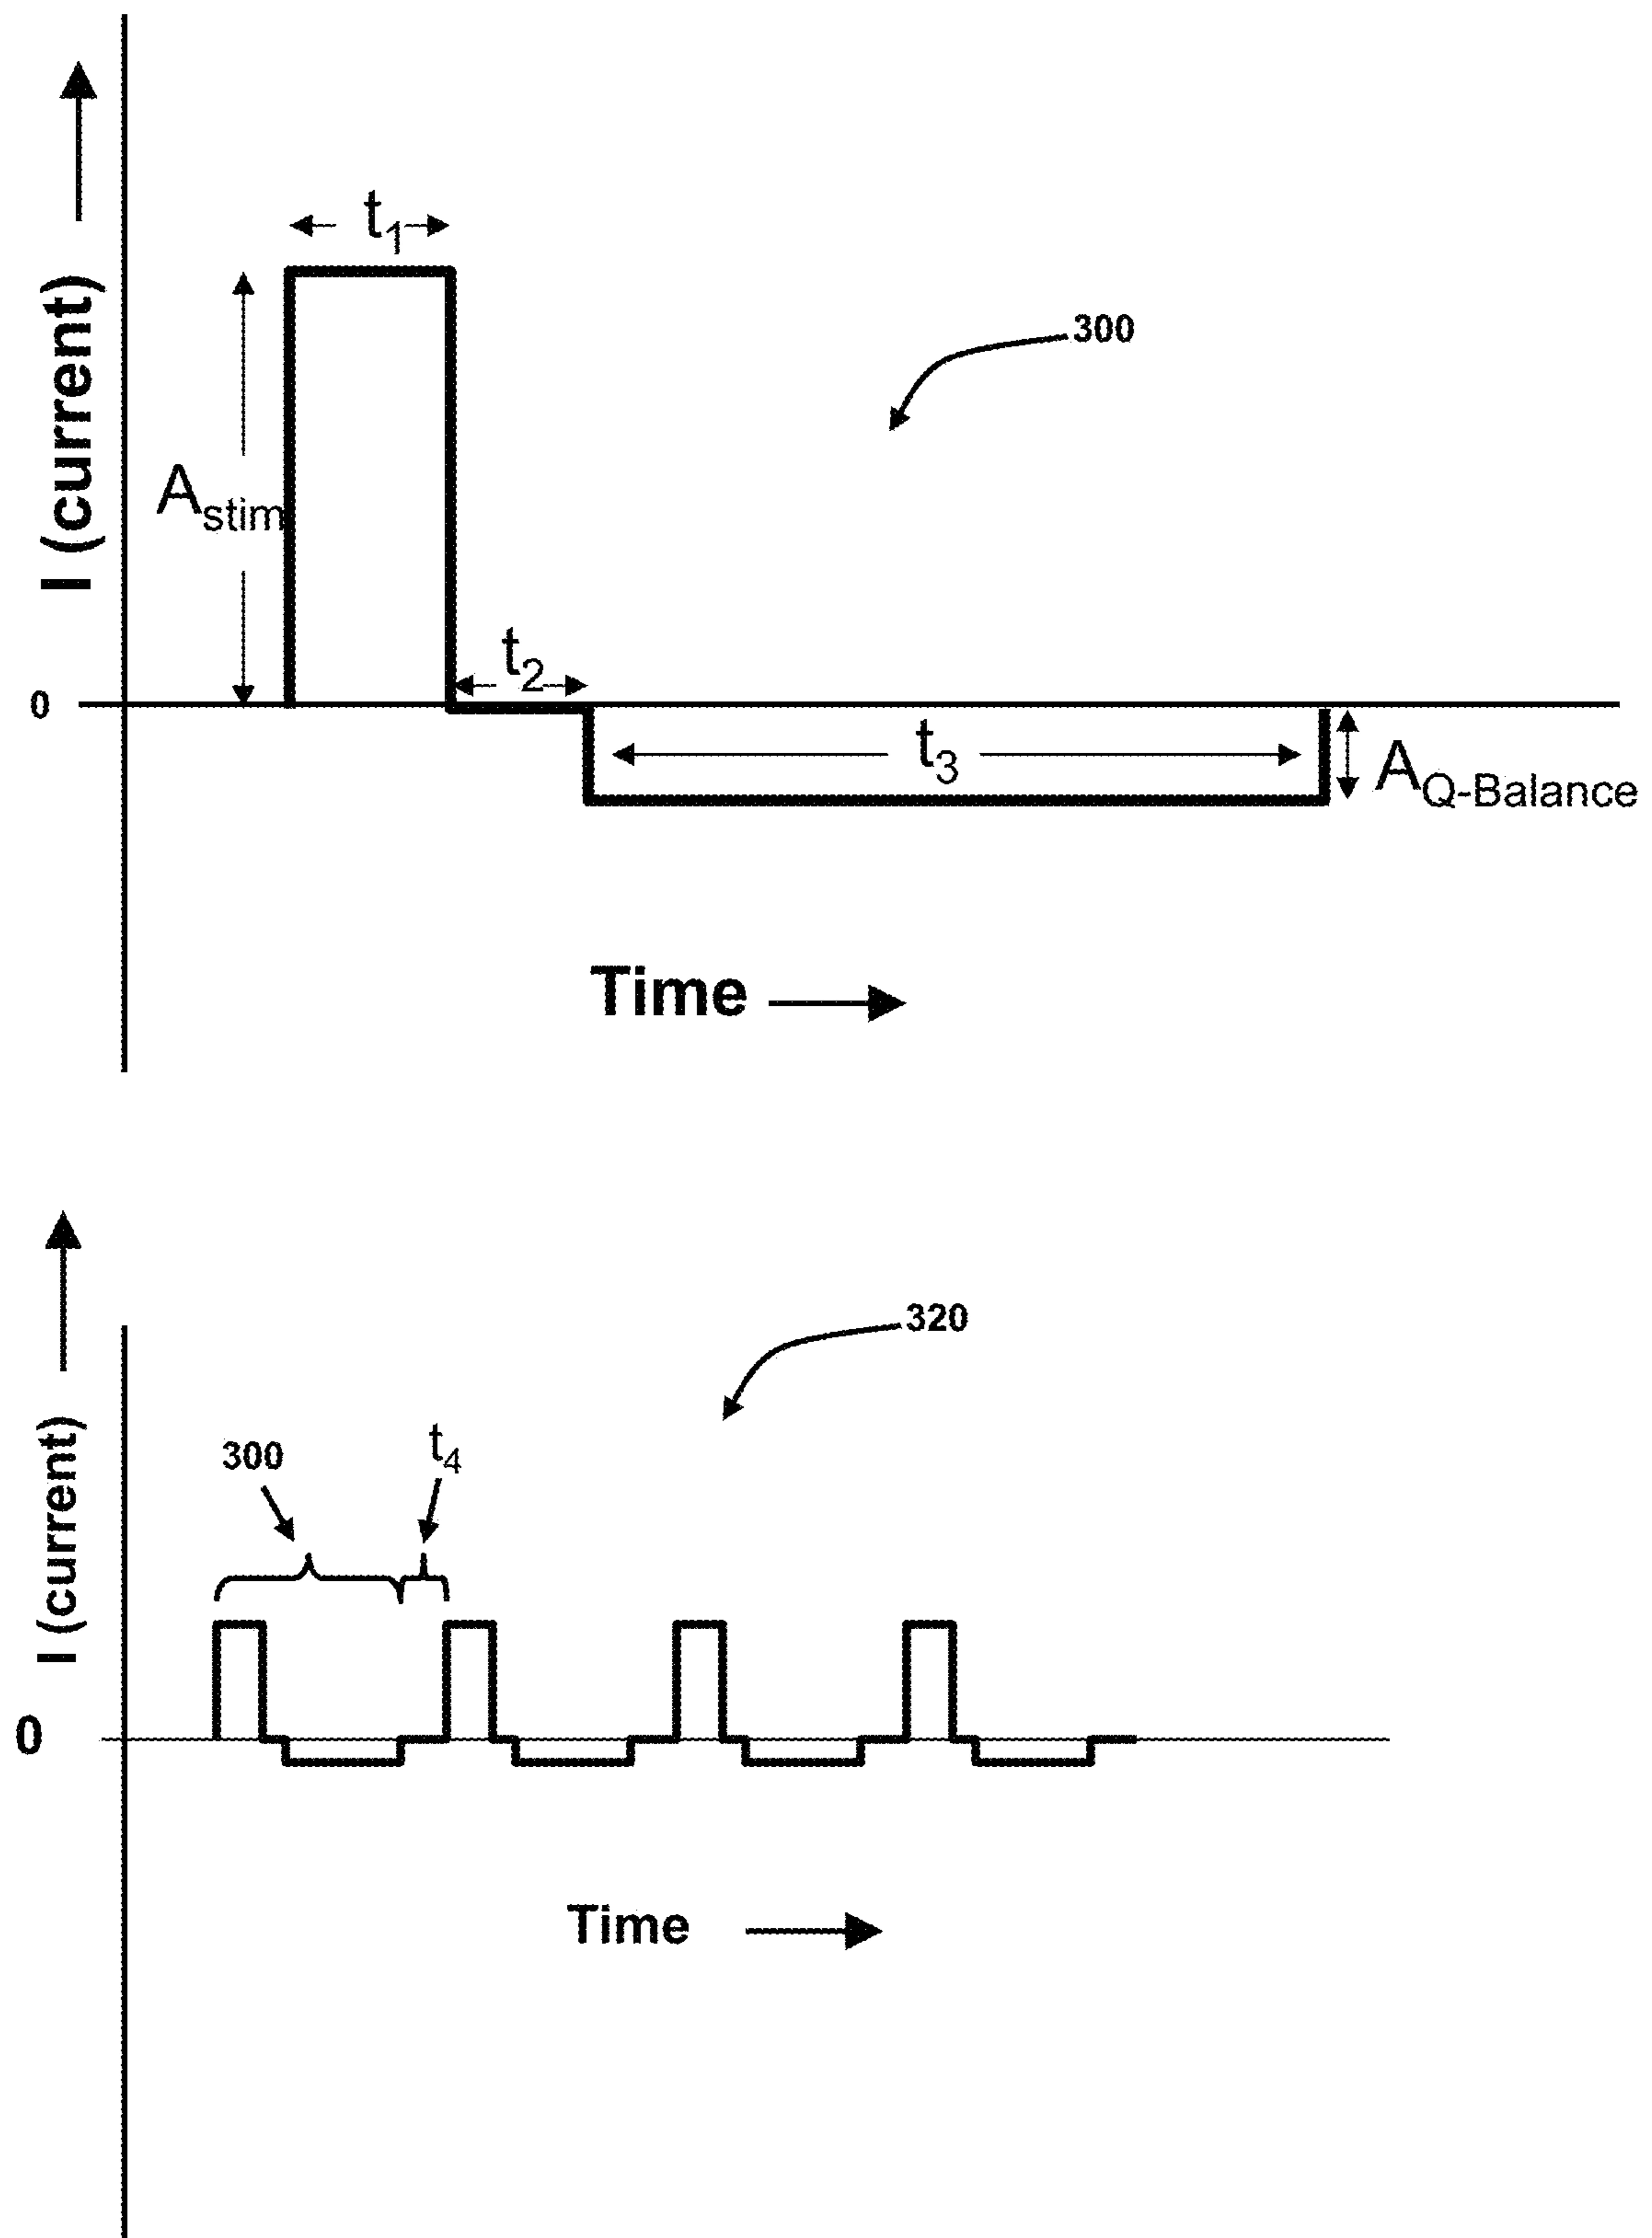 I (current)
t1
300
Astim
t2
0
t3
AQ-Balance
Time
320
I (current)
300
t4
0
Time